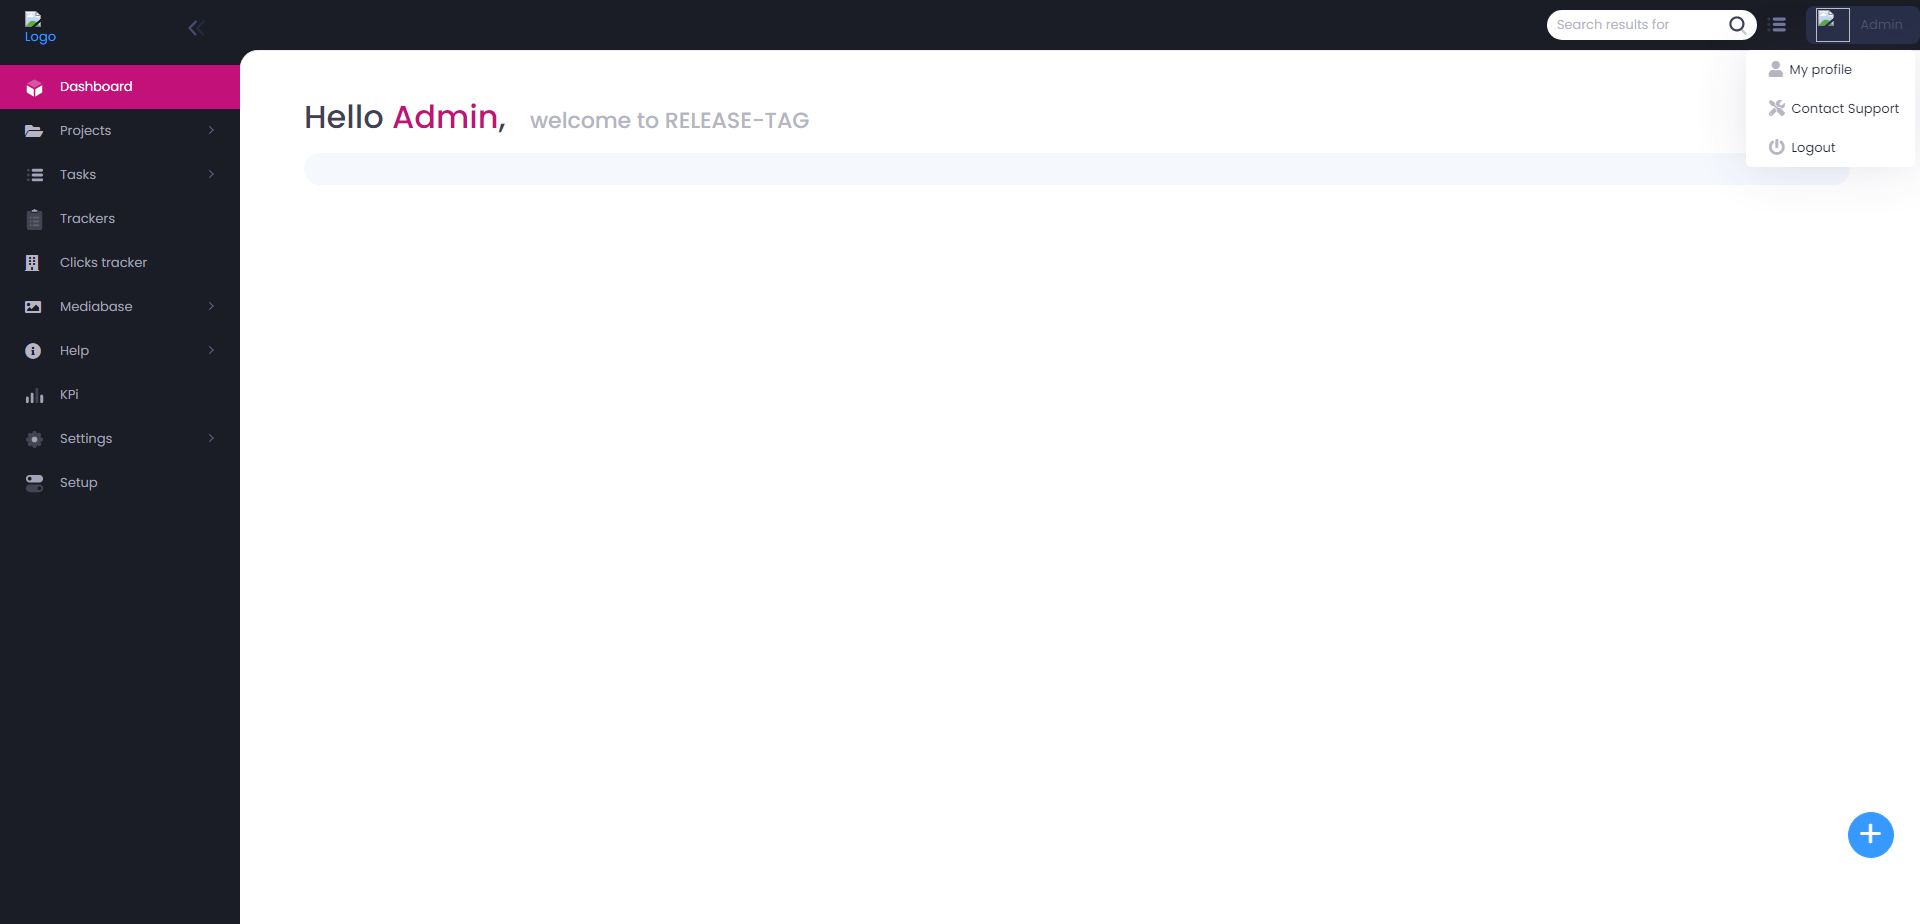 Logo
Search results for
Admin
Dashboard
Projects
Tasks
Trackers
Clicks tracker
Mediabase
Help
KPi
Settings
Setup
Hello Admin, welcome to RELEASE-TAG
My profile
Contact Support
Logout